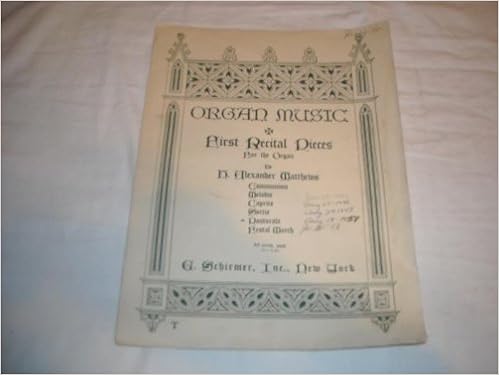 ORGAN MUSIC
First Recital Pieces
For the Organ
by
H. Alexander Matthews
Communion
Melodie
Caprice
Sortie
Pastorale
Festal March
G. Schirmer, Inc., New York
T